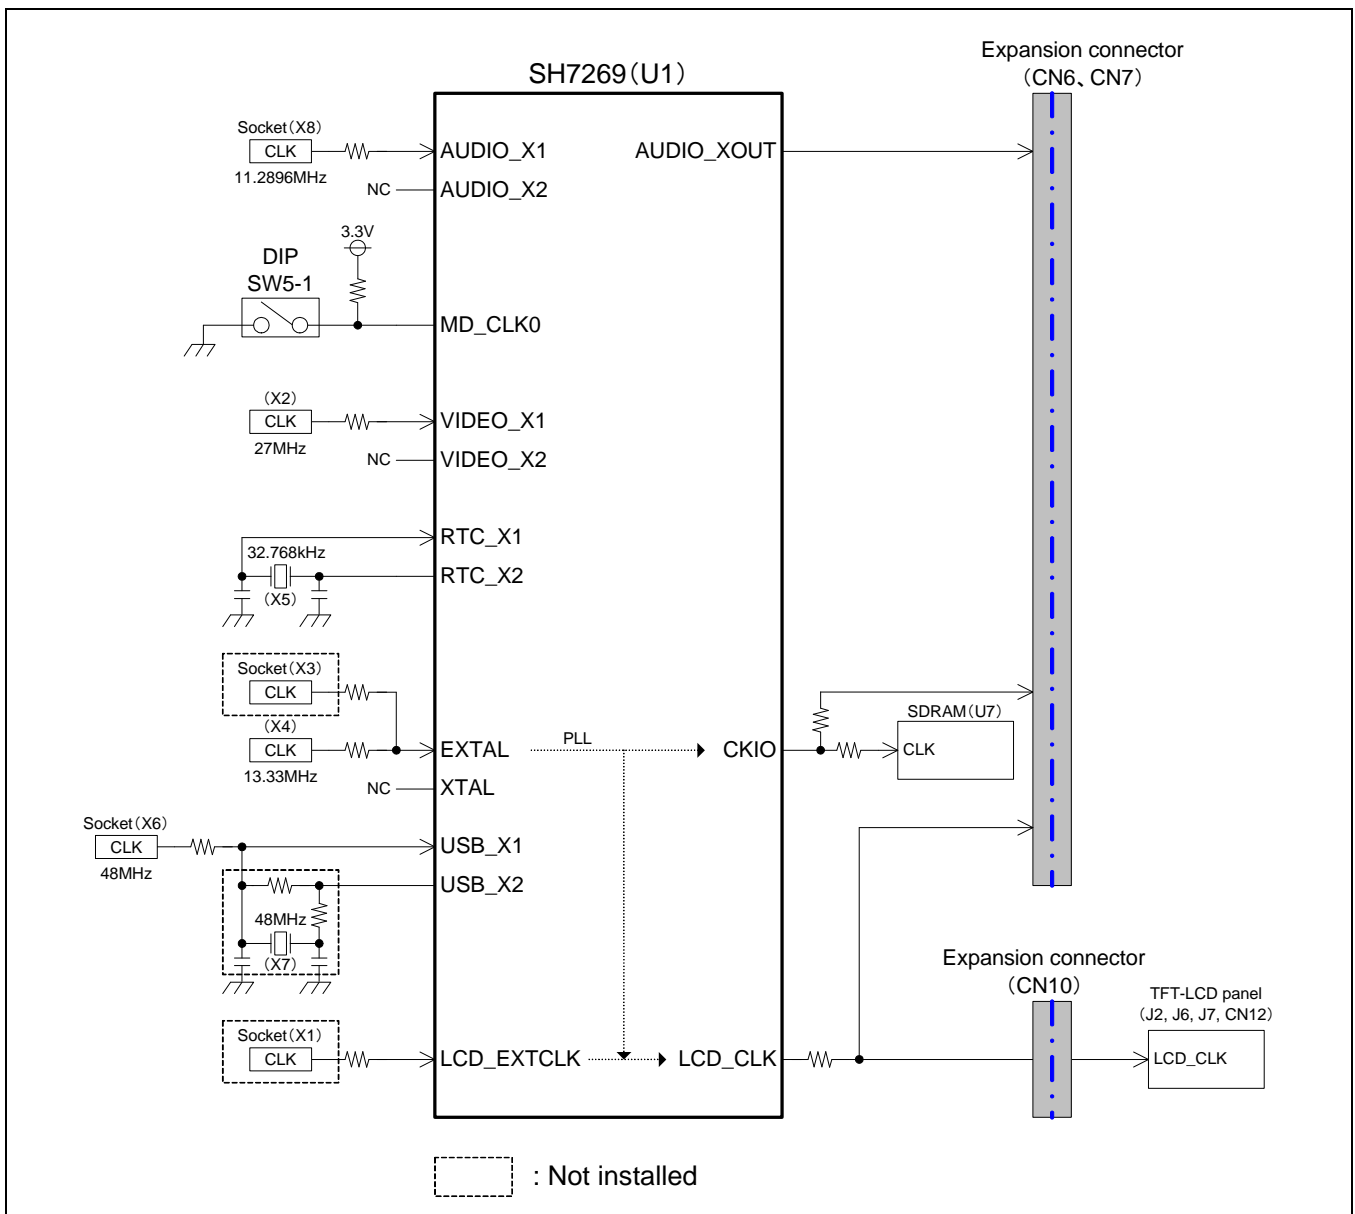 Expansion connector
（CN6、CN7）
SH7269（U1）
Socket（X8）
CLK
11.2896MHz
AUDIO_X1
AUDIO_XOUT
NC
AUDIO_X2
3.3V
DIP
SW5-1
MD_CLK0
（X2）
CLK
27MHz
VIDEO_X1
NC
VIDEO_X2
RTC_X1
32.768kHz
RTC_X2
（X5）
Socket（X3）
CLK
（X4）
CLK
13.33MHz
EXTAL
PLL
CKIO
SDRAM（U7）
CLK
NC
XTAL
Socket（X6）
CLK
48MHz
USB_X1
USB_X2
48MHz
（X7）
Expansion connector
（CN10）
TFT-LCD panel
（J2, J6, J7, CN12）
Socket（X1）
CLK
LCD_EXTCLK
LCD_CLK
LCD_CLK
: Not installed